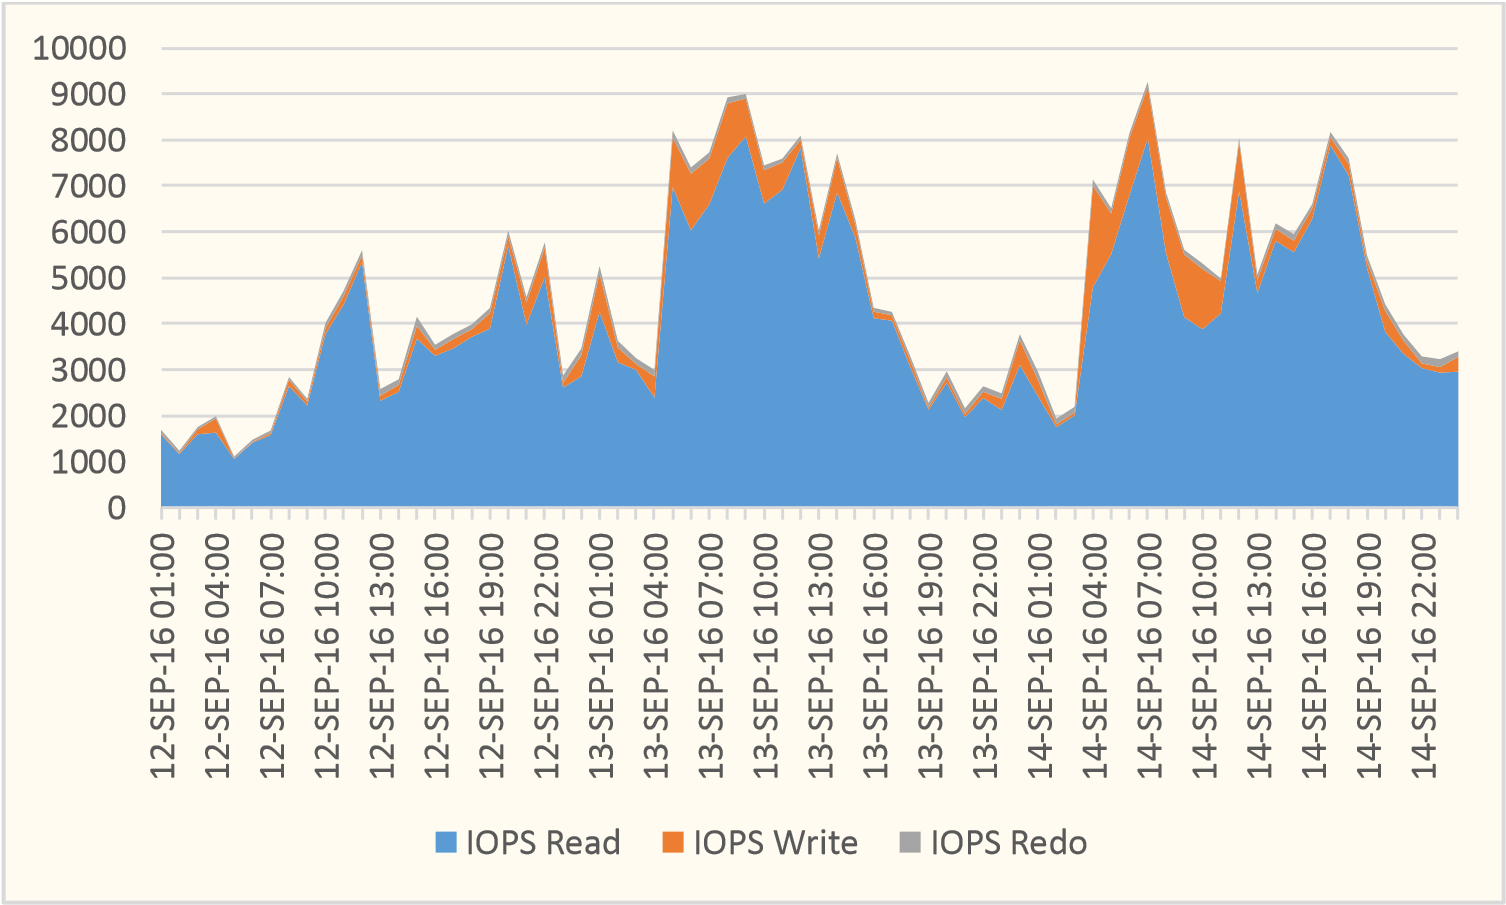 10000
9000
8000
7000
6000
5000
4000
3000
2000
1000
0
12-SEP-16 01:00
12-SEP-16 04:00
12-SEP-16 07:00
12-SEP-16 10:00
12-SEP-16 13:00
12-SEP-16 16:00
12-SEP-16 19:00
12-SEP-16 22:00
13-SEP-16 01:00
13-SEP-16 04:00
13-SEP-16 07:00
13-SEP-16 10:00
13-SEP-16 13:00
13-SEP-16 16:00
13-SEP-16 19:00
13-SEP-16 22:00
14-SEP-16 01:00
14-SEP-16 04:00
14-SEP-16 07:00
14-SEP-16 10:00
14-SEP-16 13:00
14-SEP-16 16:00
14-SEP-16 19:00
14-SEP-16 22:00
IOPS Read IOPS Write IOPS Redo